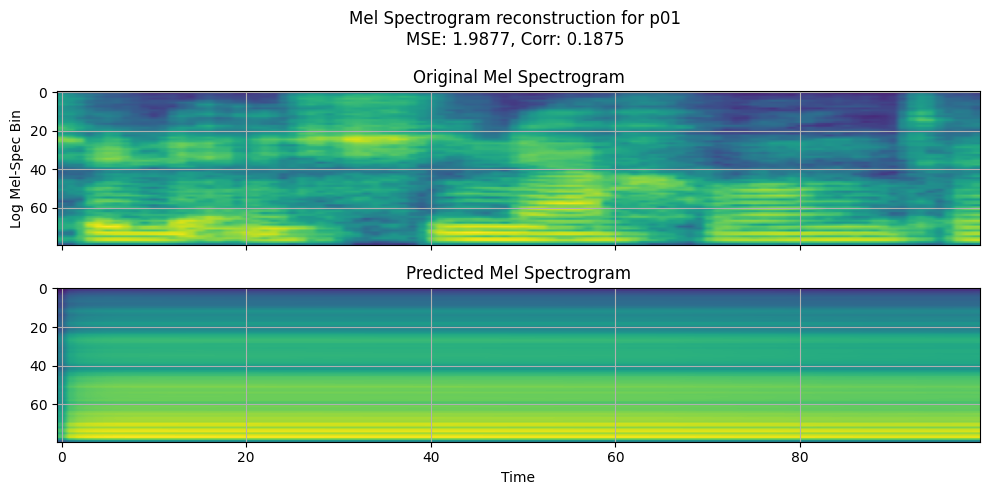 Mel Spectrogram reconstruction for p01
MSE: 1.9877, Corr: 0.1875
Original Mel Spectrogram
0
20
40
60
Log Mel-Spec Bin
Predicted Mel Spectrogram
0
20
40
60
0 20 40 60 80
Time